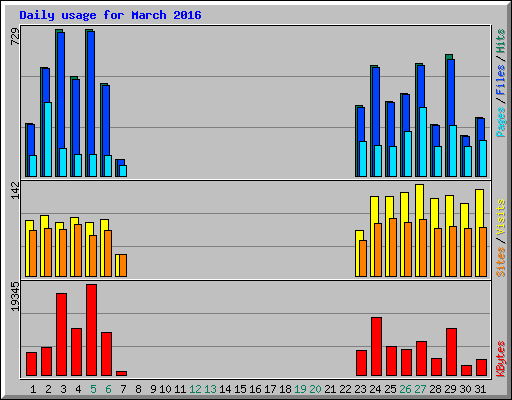 Daily usage for March 2016
729
Pages/Files/Hits
142
Sites/Visits
19345
KBytes
1 2 3 4 5 6 7 8 9 10 11 12 13 14 15 16 17 18 19 20 21 22 23 24 25 26 27 28 29 30 31